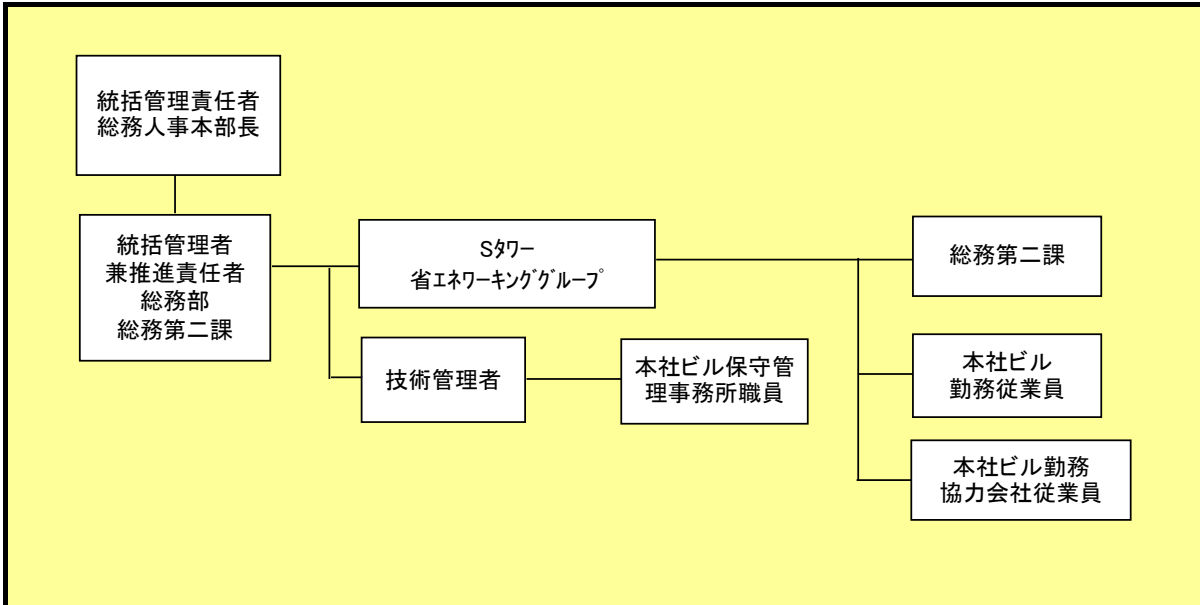 統括管理責任者
総務人事本部長
統括管理者
兼推進責任者
総務部
総務第二課
Sﾀﾜｰ
省ｴﾈﾜｰｷﾝｸﾞｸﾞﾙｰﾌﾟ
総務第二課
技術管理者
本社ビル保守管
理事務所職員
本社ビル
勤務従業員
本社ビル勤務
協力会社従業員